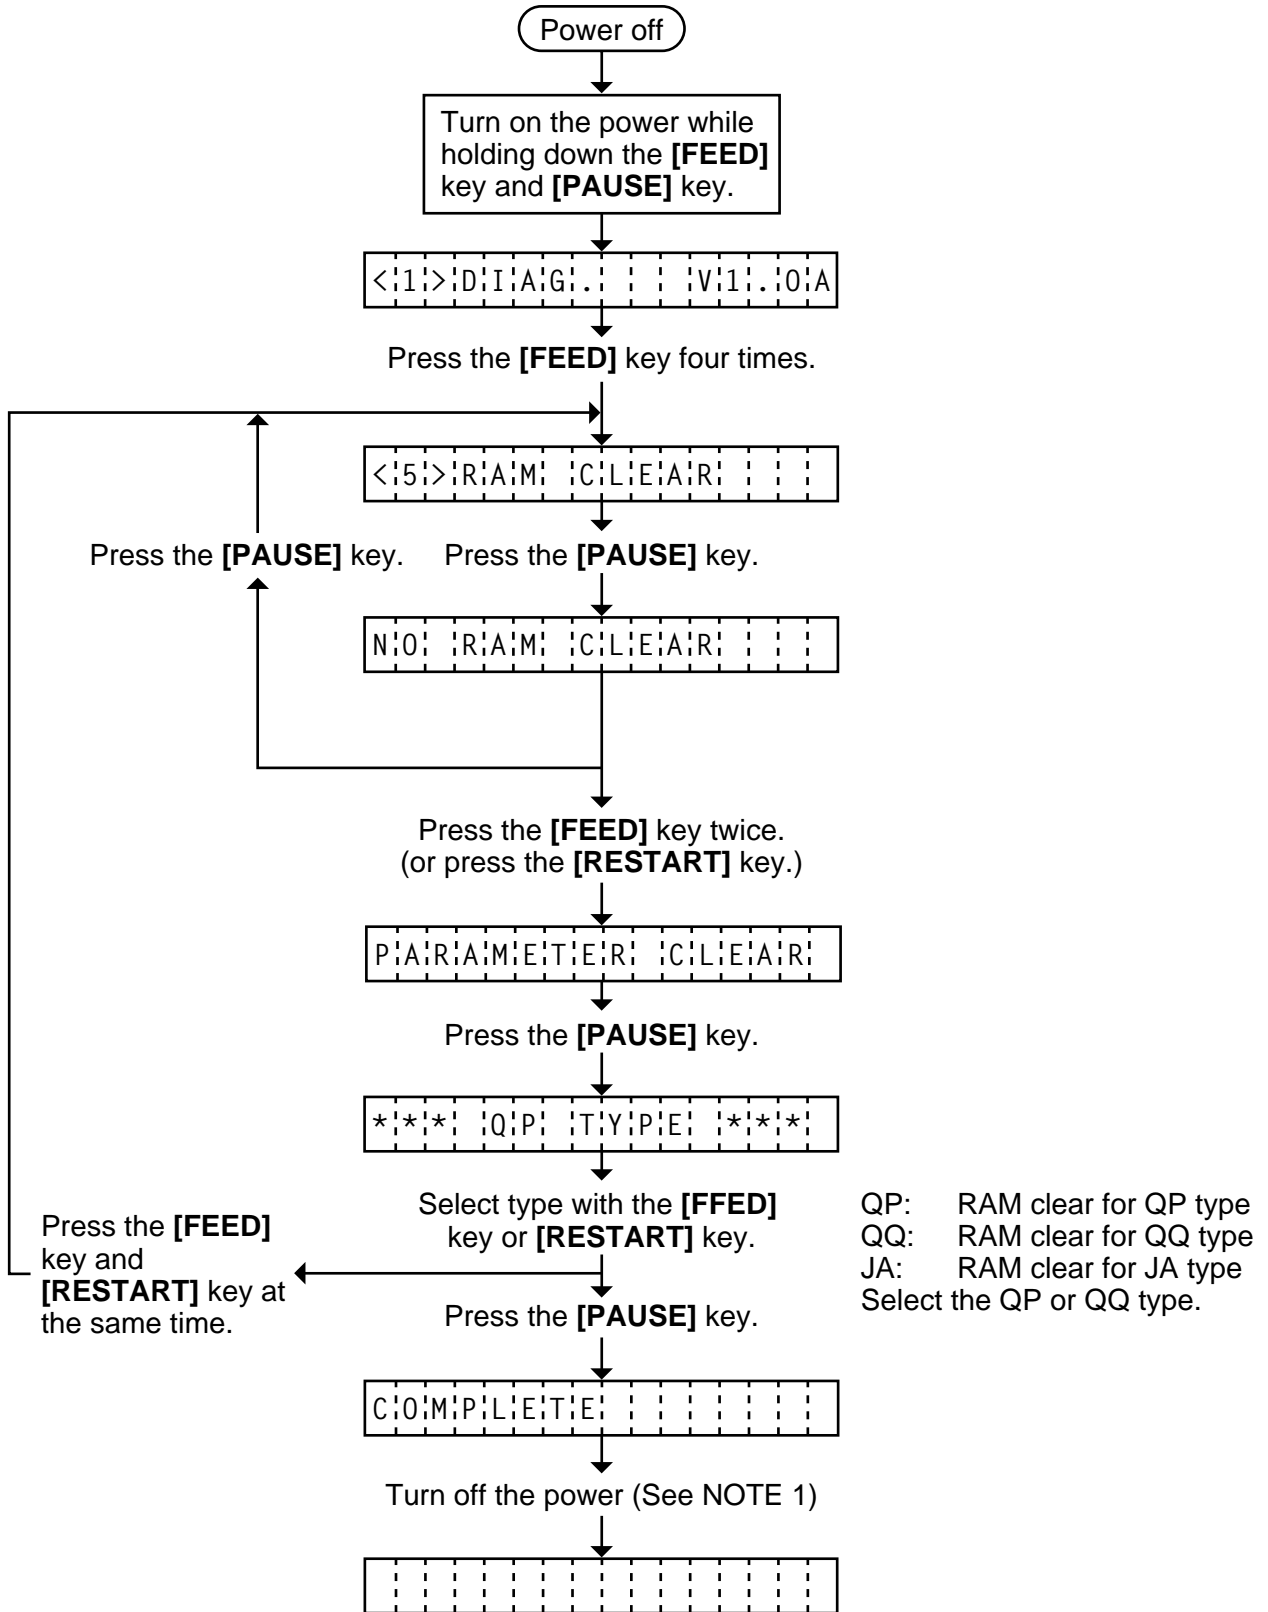 Power off
Turn on the power while
holding down the [FEED]
key and [PAUSE] key.
<1>DIAG.   V1.0A
Press the [FEED] key four times.
<5>RAM CLEAR
Press the [PAUSE] key.
Press the [PAUSE] key.
NO RAM CLEAR
Press the [FEED] key twice.
(or press the [RESTART] key.)
PARAMETER CLEAR
Press the [PAUSE] key.
*** QP TYPE ***
Select type with the [FFED]
key or [RESTART] key.
QP: RAM clear for QP type
QQ: RAM clear for QQ type
JA: RAM clear for JA type
Select the QP or QQ type.
Press the [FEED]
key and
[RESTART] key at
the same time.
Press the [PAUSE] key.
COMPLETE
Turn off the power (See NOTE 1)